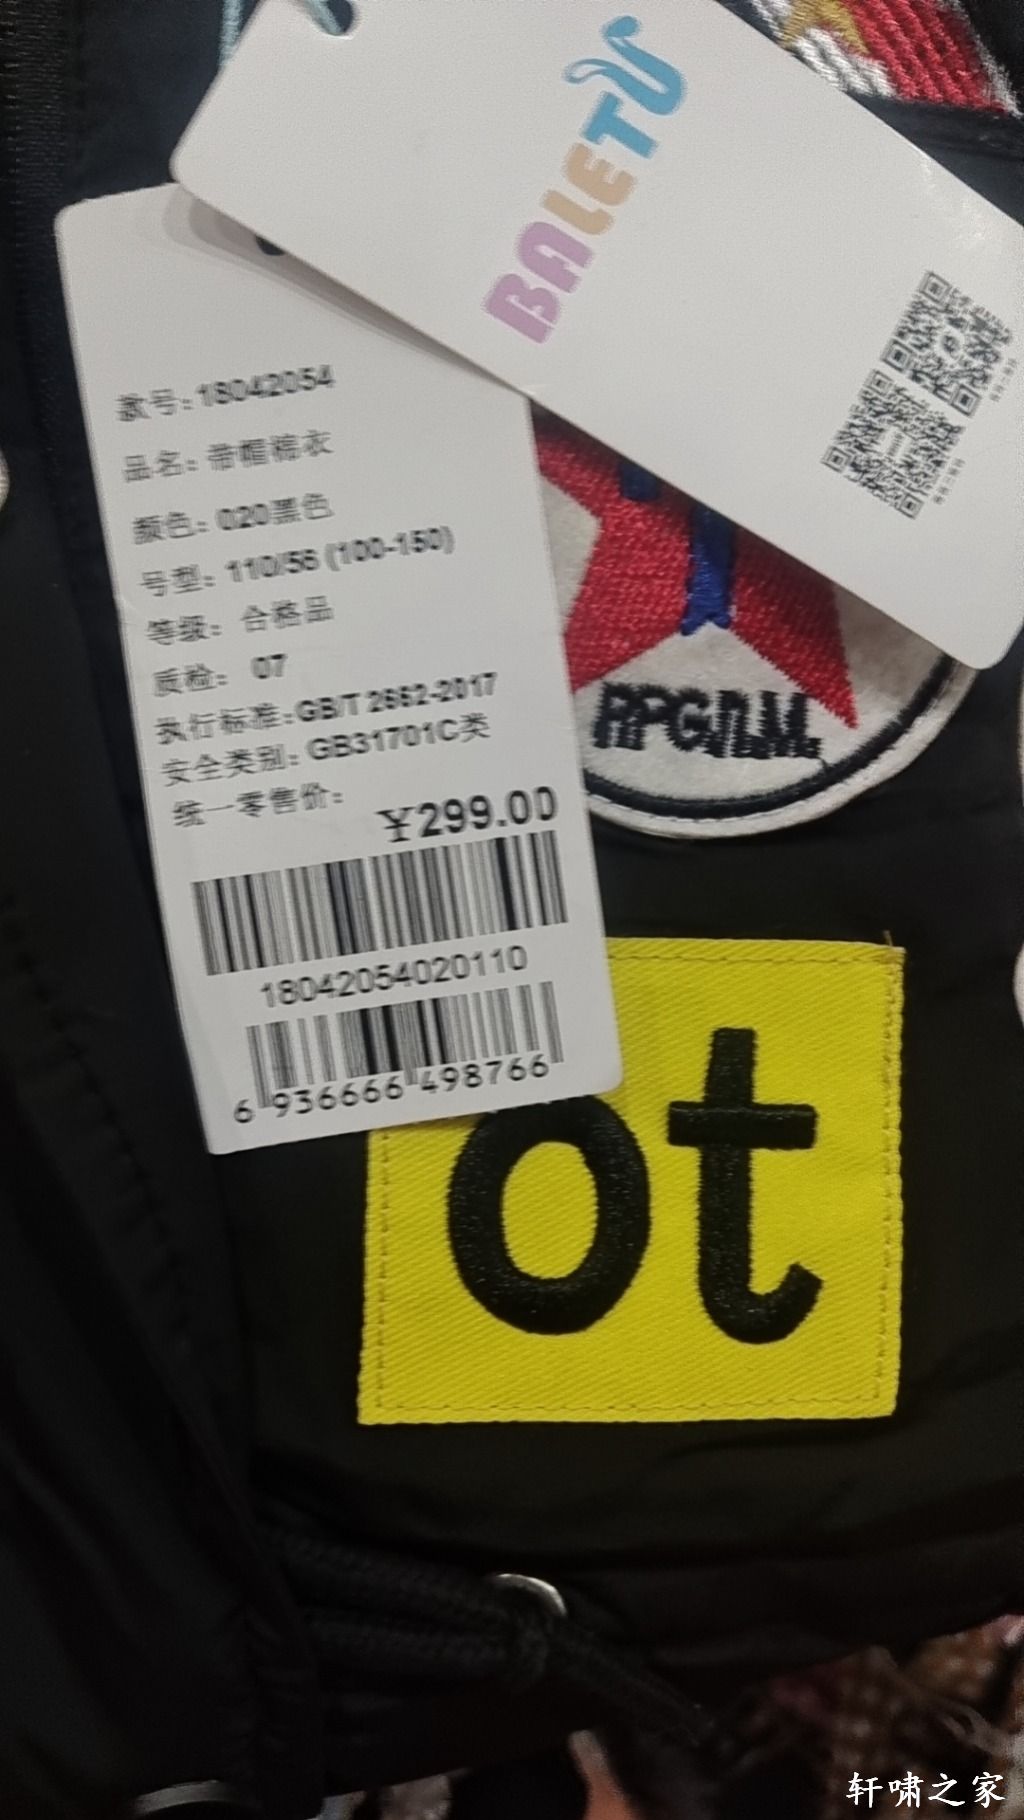 BALETU
款号:18042054
品名:带帽棉衣
颜色:020黑色
号型:110/56 (100-150)
等级:合格品
质检:07
执行标准:GB/T 2662-2017
安全类别:GB31701C类
统一零售价:
¥299.00
18042054020110
6 936666 498766
ot
轩啸之家